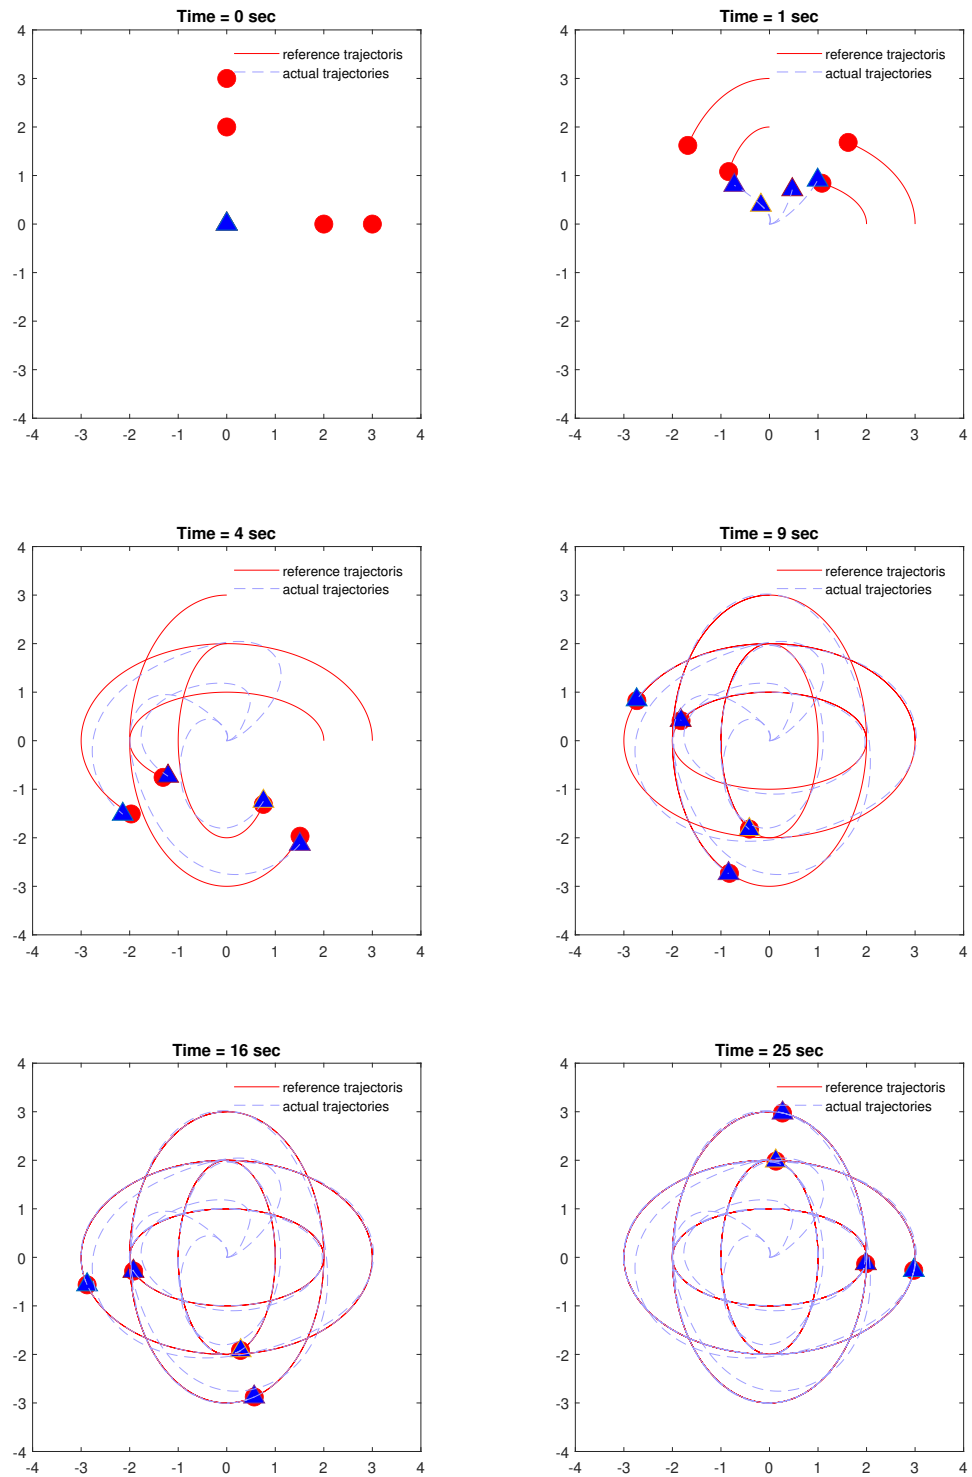 Time = 0 sec
reference trajectoris
actual trajectories
4
3
2
1
0
-1
-2
-3
-4
-4 -3 -2 -1 0 1 2 3 4
Time = 1 sec
reference trajectoris
actual trajectories
4
3
2
1
0
-1
-2
-3
-4
-4 -3 -2 -1 0 1 2 3 4
Time = 4 sec
reference trajectoris
actual trajectories
4
3
2
1
0
-1
-2
-3
-4
-4 -3 -2 -1 0 1 2 3 4
Time = 9 sec
reference trajectoris
actual trajectories
4
3
2
1
0
-1
-2
-3
-4
-4 -3 -2 -1 0 1 2 3 4
Time = 16 sec
reference trajectoris
actual trajectories
4
3
2
1
0
-1
-2
-3
-4
-4 -3 -2 -1 0 1 2 3 4
Time = 25 sec
reference trajectoris
actual trajectories
4
3
2
1
0
-1
-2
-3
-4
-4 -3 -2 -1 0 1 2 3 4